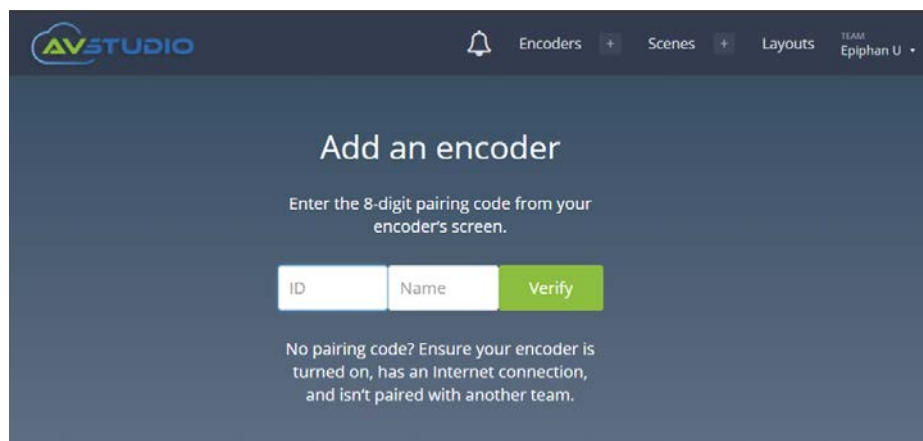 AVSTUDIO
Encoders + Scenes + Layouts
TEAM
Epiphan U
Add an encoder
Enter the 8-digit pairing code from your
encoder's screen.
ID Name Verify
No pairing code? Ensure your encoder is
turned on, has an Internet connection,
and isn't paired with another team.